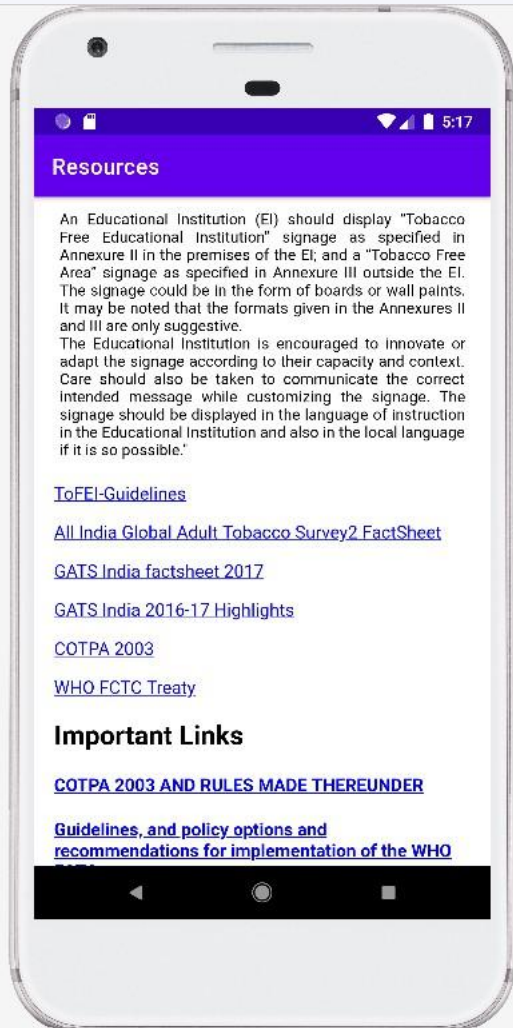 5:17
Resources
An Educational Institution (EI) should display "Tobacco
Free Educational Institution" signage as specified in
Annexure II in the premises of the EI; and a "Tobacco Free
Area" signage as specified in Annexure III outside the EI.
The signage could be in the form of boards or wall paints.
It may be noted that the formats given in the Annexures II
and III are only suggestive.
The Educational Institution is encouraged to innovate or
adapt the signage according to their capacity and context.
Care should also be taken to communicate the correct
intended message while customizing the signage. The
signage should be displayed in the language of instruction
in the Educational Institution and also in the local language
if it is so possible."
ToFEI-Guidelines
All India Global Adult Tobacco Survey2 FactSheet
GATS India factsheet 2017
GATS India 2016-17 Highlights
COTPA 2003
WHO FCTC Treaty
Important Links
COTPA 2003 AND RULES MADE THEREUNDER
Guidelines, and policy options and
recommendations for implementation of the WHO